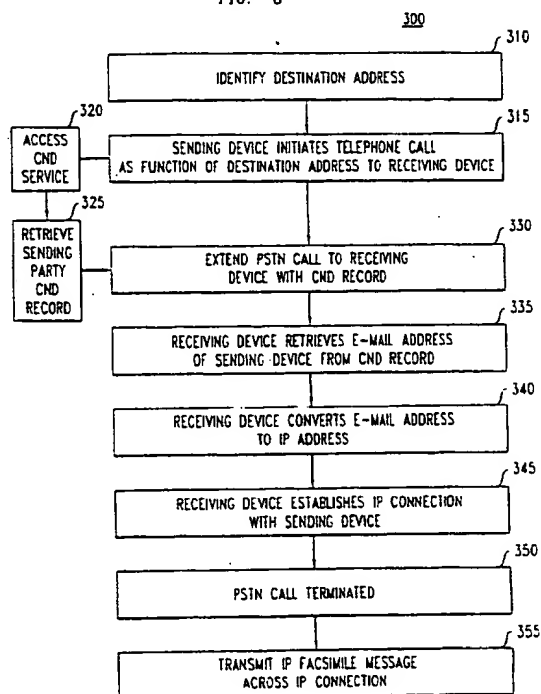 300
310
IDENTIFY DESTINATION ADDRESS
320
315
ACCESS
CND
SERVICE
SENDING DEVICE INITIATES TELEPHONE CALL
AS FUNCTION OF DESTINATION ADDRESS TO RECEIVING DEVICE
325
330
RETRIEVE
SENDING
PARTY
CND
RECORD
EXTEND PSTN CALL TO RECEIVING
DEVICE WITH CND RECORD
335
RECEIVING DEVICE RETRIEVES E-MAIL ADDRESS
OF SENDING DEVICE FROM CND RECORD
340
RECEIVING DEVICE CONVERTS E-MAIL ADDRESS
TO IP ADDRESS
345
RECEIVING DEVICE ESTABLISHES IP CONNECTION
WITH SENDING DEVICE
350
PSTN CALL TERMINATED
355
TRANSMIT IP FACSIMILE MESSAGE
ACROSS IP CONNECTION